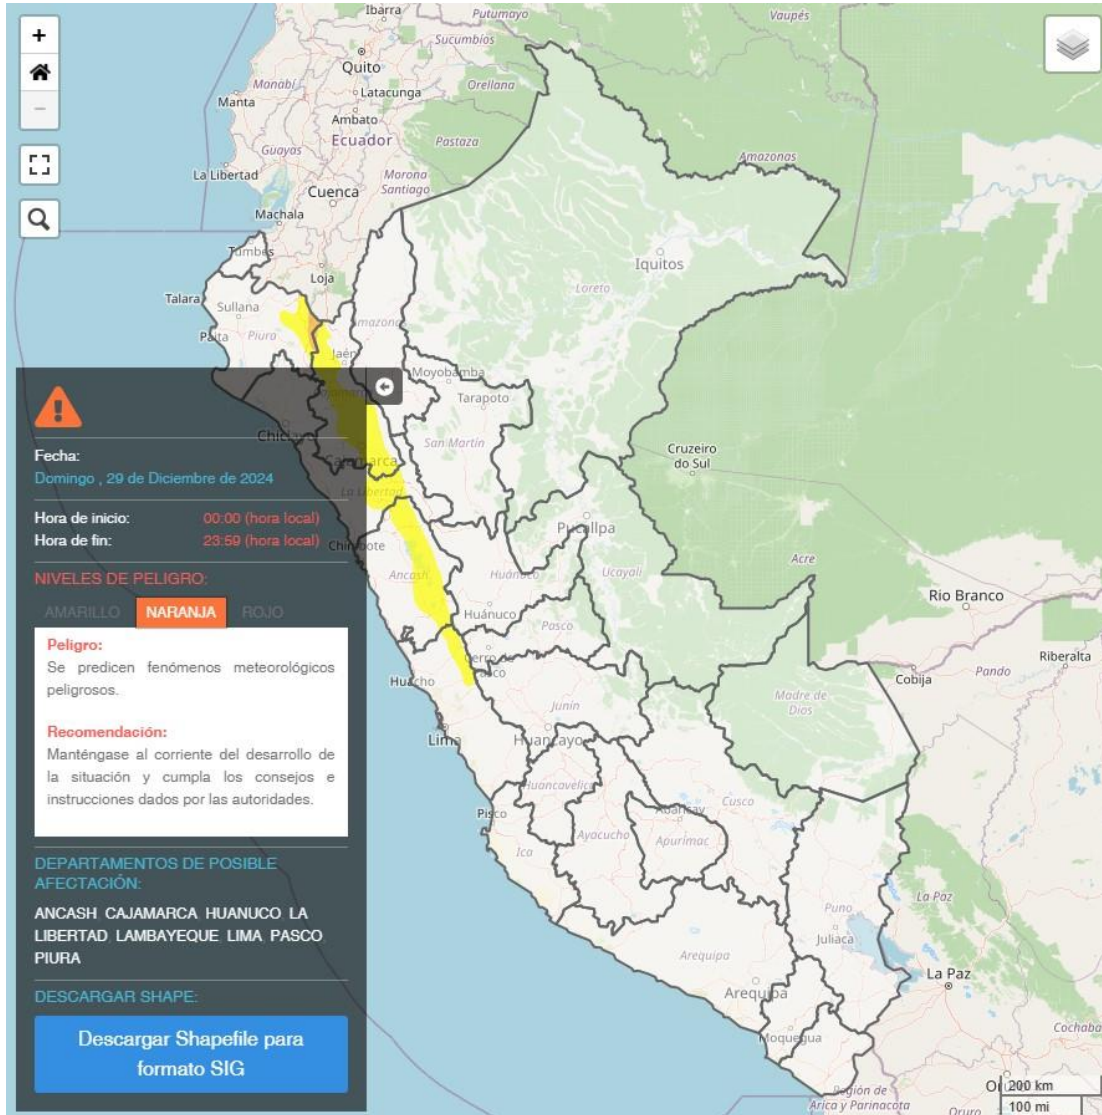 +
−
Ibarra
Putumayo
Vaupés
Sucumbíos
Quito
Manabí
Latacunga
Orellana
Manta
Ambato
Ecuador
Pastaza
Guayas
Amazonas
La Libertad
Morona
Santiago
Cuenca
Machala
Tumbes
Iquitos
Loja
Loreto
Talara
Sullana
Paita
Piura
Jaén
Moyobamba
Tarapoto
Cruzeiro
do Sul
San Martín
Cajamarca
La Libertad
Pucallpa
Acre
Ancash
Huánuco
Ucayali
Rio Branco
Huánuco
Pasco
Riberalta
Cerro de
Pasco
Cobija
Pando
Huacho
Junín
Madre de
Dios
Lima
Huancayo
Huancavelica
Cusco
Pisco
Abancay
Ayacucho
Apurímac
Ica
La Paz
Puno
Juliaca
Arequipa
La Paz
Arequipa
Moquegua
Cochaba
200 km
100 mi
Región de
Arica y Parinacota
Oruro
Fecha:
Domingo , 29 de Diciembre de 2024
Hora de inicio: 00:00 (hora local)
Hora de fin: 23:59 (hora local)
NIVELES DE PELIGRO:
AMARILLO NARANJA ROJO
Peligro:
Se predicen fenómenos meteorológicos
peligrosos.
Recomendación:
Manténgase al corriente del desarrollo de
la situación y cumpla los consejos e
instrucciones dados por las autoridades.
DEPARTAMENTOS DE POSIBLE
AFECTACIÓN:
ANCASH CAJAMARCA HUANUCO LA
LIBERTAD LAMBAYEQUE LIMA PASCO
PIURA
DESCARGAR SHAPE:
Descargar Shapefile para
formato SIG